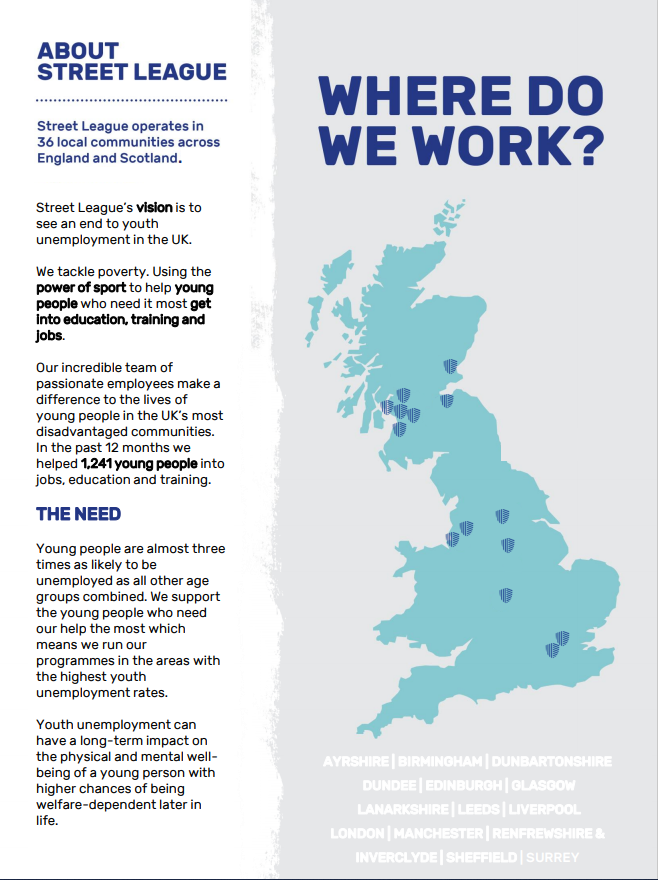 ABOUT
STREET LEAGUE
Street League operates in
36 local communities across
England and Scotland.
Street League's vision is to
see an end to youth
unemployment in the UK.
We tackle poverty. Using the
power of sport to help young
people who need it most get
into education, training and
jobs.
Our incredible team of
passionate employees make a
difference to the lives of
young people in the UK's most
disadvantaged communities.
In the past 12 months we
helped 1,241 young people into
jobs, education and training.
THE NEED
Young people are almost three
times as likely to be
unemployed as all other age
groups combined. We support
the young people who need
our help the most which
means we run our
programmes in the areas with
the highest youth
unemployment rates.
Youth unemployment can
have a long-term impact on
the physical and mental well-
being of a young person with
higher chances of being
welfare-dependent later in
life.
WHERE DO
WE WORK?
AYRSHIRE | BIRMINGHAM | DUNBARTONSHIRE
DUNDEE | EDINBURGH | GLASGOW
LANARKSHIRE | LEEDS | LIVERPOOL
LONDON | MANCHESTER | RENFREWSHIRE &
INVERCLYDE | SHEFFIELD | SURREY